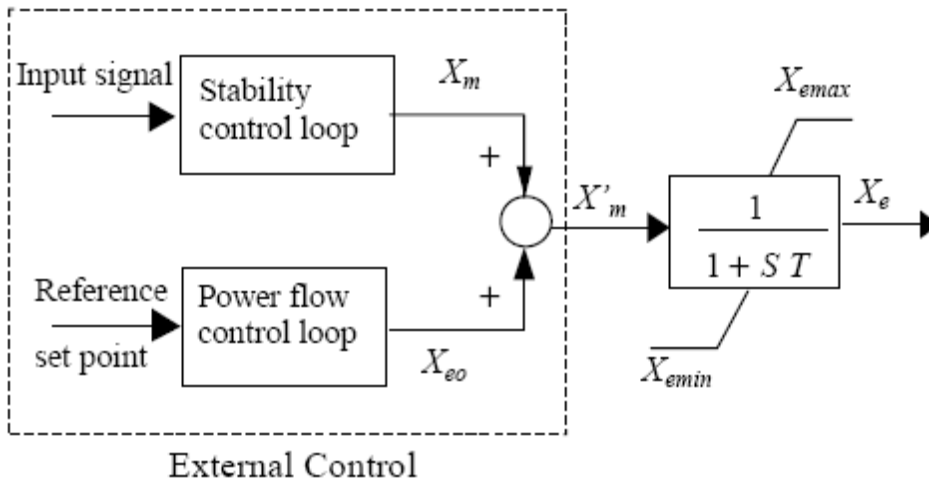 Input signal
Stability
control loop
X_m
+
X_emax
X'_m
1
1 + S T
X_e
X_emin
Reference
set point
Power flow
control loop
+
X_eo
External Control